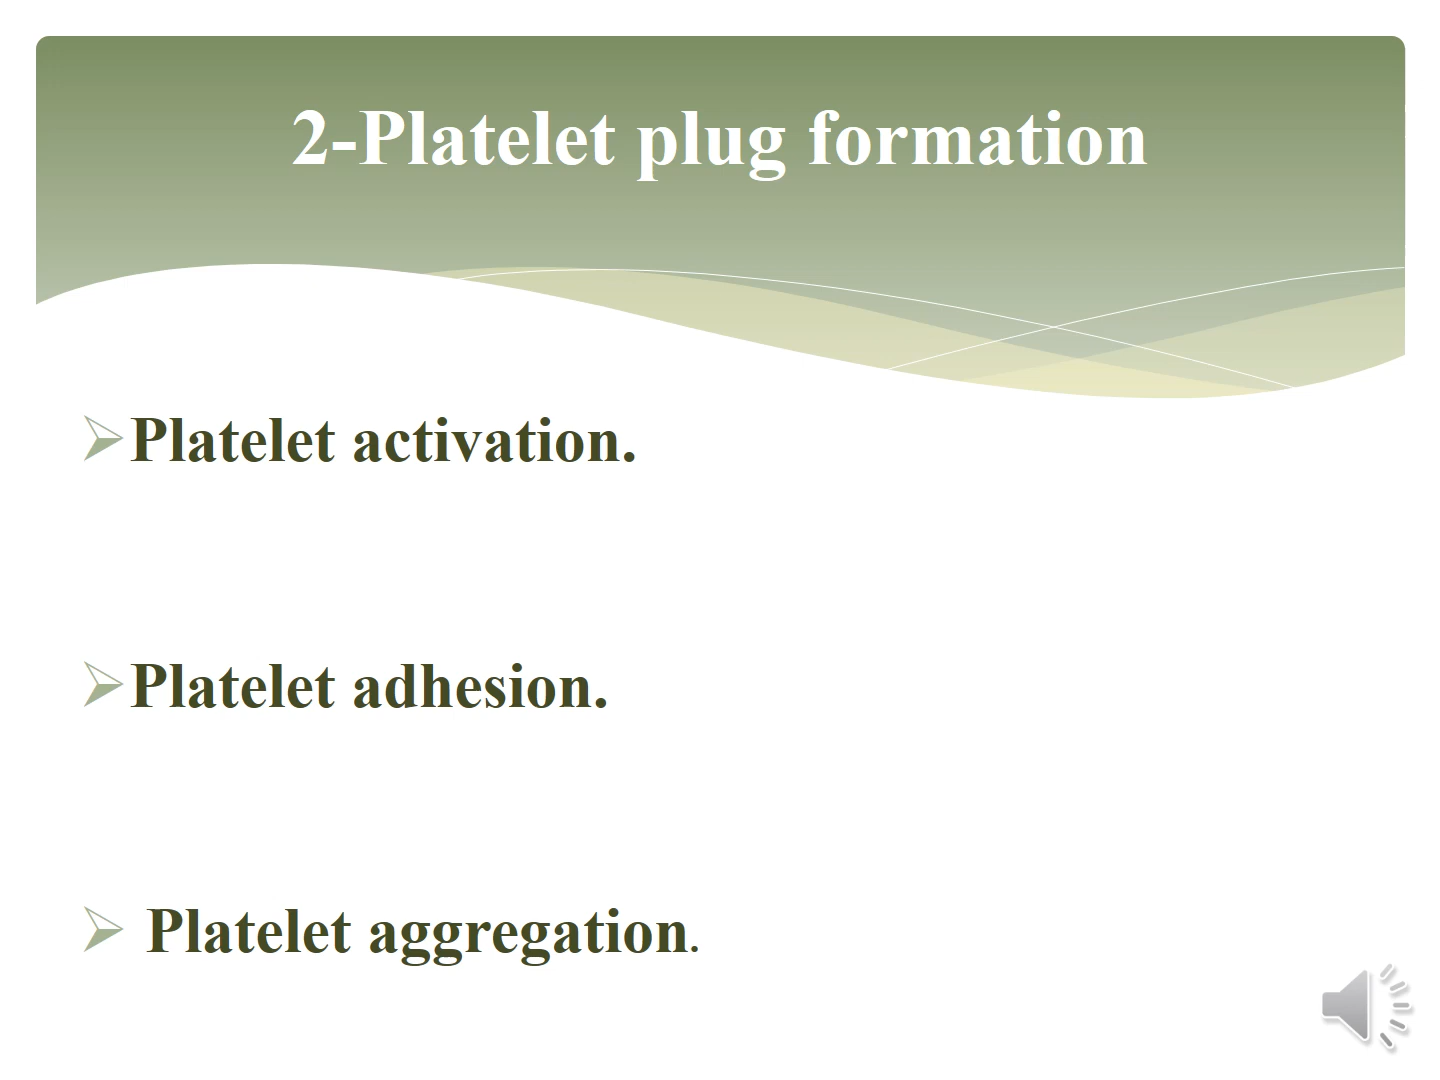 2-Platelet plug formation
Platelet activation.
Platelet adhesion.
Platelet aggregation.